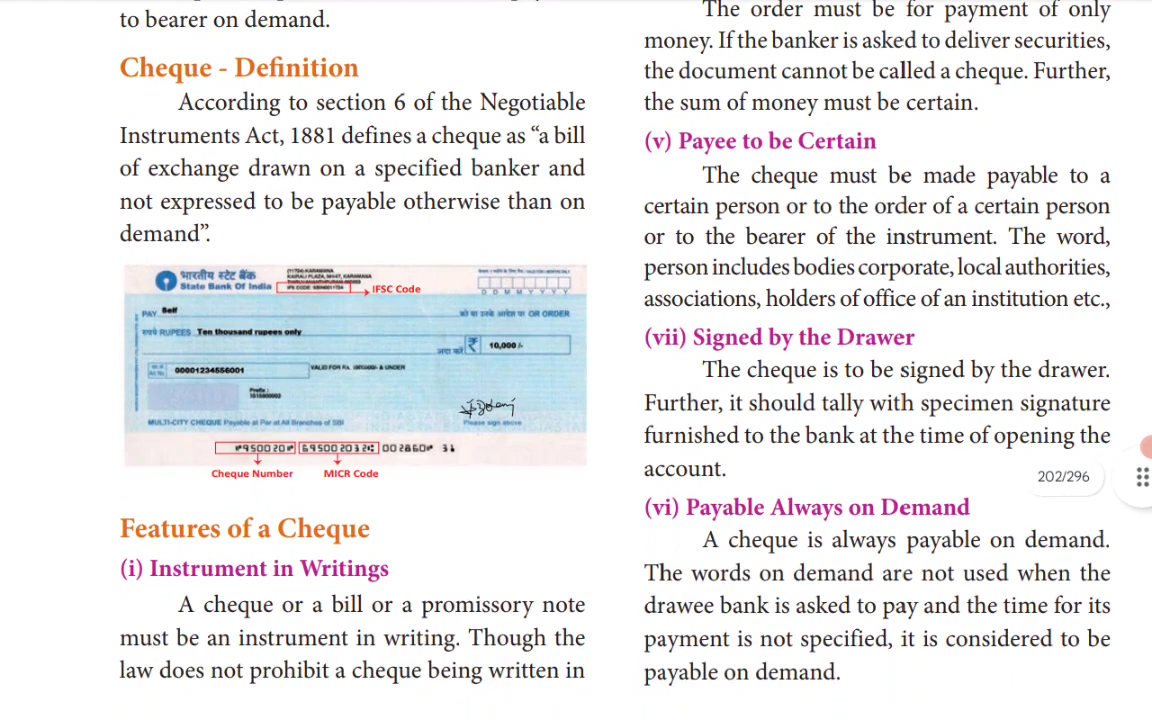 to bearer on demand.
Cheque - Definition
According to section 6 of the Negotiable
Instruments Act, 1881 defines a cheque as “a bill
of exchange drawn on a specified banker and
not expressed to be payable otherwise than on
demand”.
भारतीय स्टेट बैंक
State Bank Of India
IFSC Code
D D M M Y Y Y Y
PAY Self
OR ORDER
रुपये RUPEES Ten thousand rupees only
अदा करें ₹ 10,000/-
00001234556001
VALID FOR & UNDER
Prefix :
MULTI-CITY CHEQUE Payable at Par at All Branches of SBI
Please sign above
31
Cheque Number
MICR Code
Features of a Cheque
(i) Instrument in Writings
A cheque or a bill or a promissory note
must be an instrument in writing. Though the
law does not prohibit a cheque being written in
The order must be for payment of only
money. If the banker is asked to deliver securities,
the document cannot be called a cheque. Further,
the sum of money must be certain.
(v) Payee to be Certain
The cheque must be made payable to a
certain person or to the order of a certain person
or to the bearer of the instrument. The word,
person includes bodies corporate, local authorities,
associations, holders of office of an institution etc.,
(vii) Signed by the Drawer
The cheque is to be signed by the drawer.
Further, it should tally with specimen signature
furnished to the bank at the time of opening the
account.
202/296
(vi) Payable Always on Demand
A cheque is always payable on demand.
The words on demand are not used when the
drawee bank is asked to pay and the time for its
payment is not specified, it is considered to be
payable on demand.